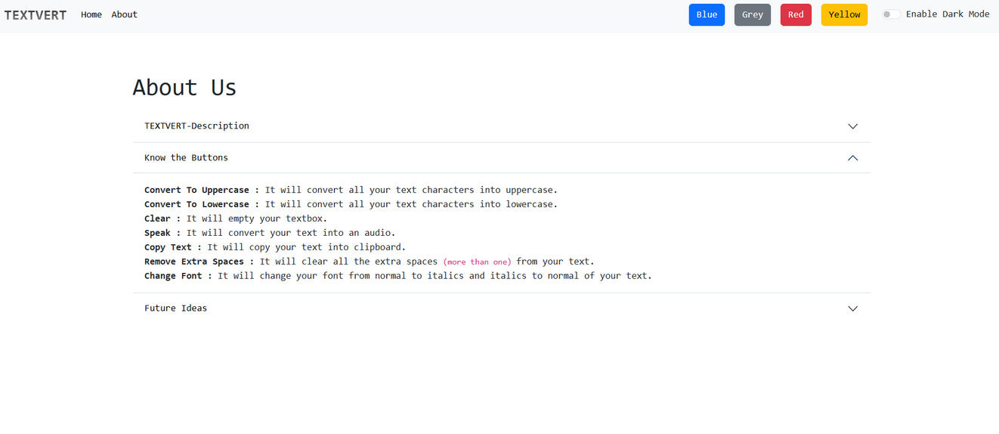 TEXTVERT Home About Blue Grey Red Yellow Enable Dark Mode
About Us
TEXTVERT-Description
Know the Buttons
Convert To Uppercase : It will convert all your text characters into uppercase.
Convert To Lowercase : It will convert all your text characters into lowercase.
Clear : It will empty your textbox.
Speak : It will convert your text into an audio.
Copy Text : It will copy your text into clipboard.
Remove Extra Spaces : It will clear all the extra spaces (more than one) from your text.
Change Font : It will change your font from normal to italics and italics to normal of your text.
Future Ideas